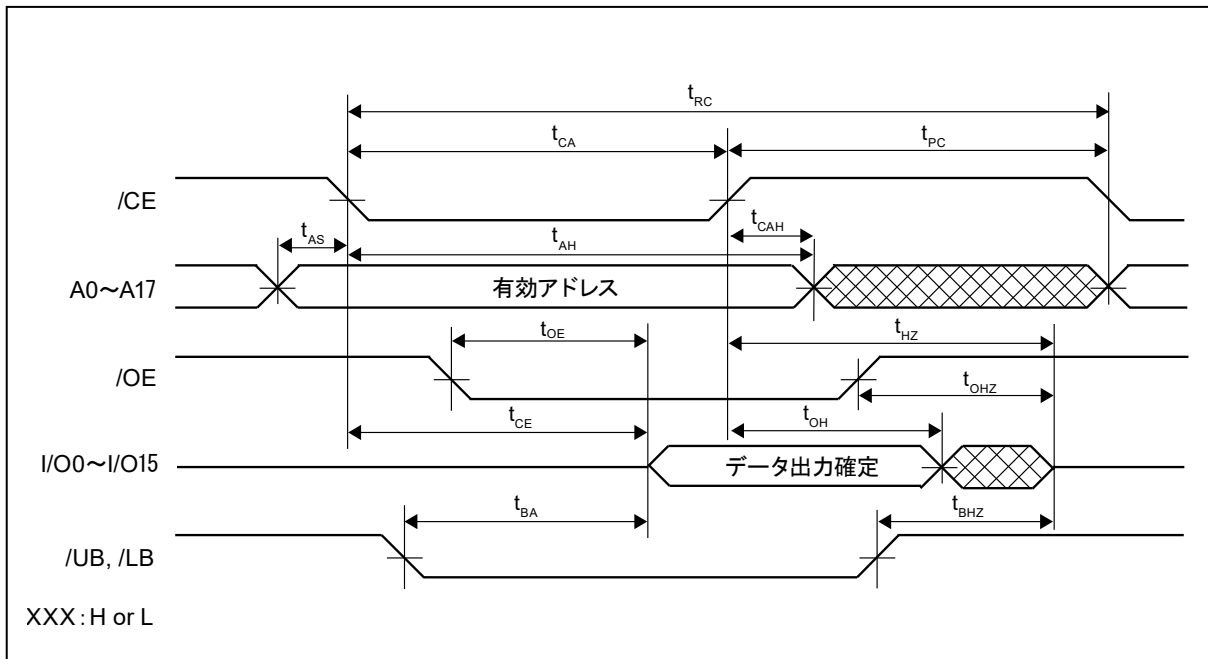 tRC
tCA
tPC
/CE
tCAH
tAS
tAH
A0～A17
有効アドレス
tOE
tHZ
/OE
tOHZ
tCE
tOH
I/O0～I/O15
データ出力確定
tBA
tBHZ
/UB, /LB
XXX：H or L